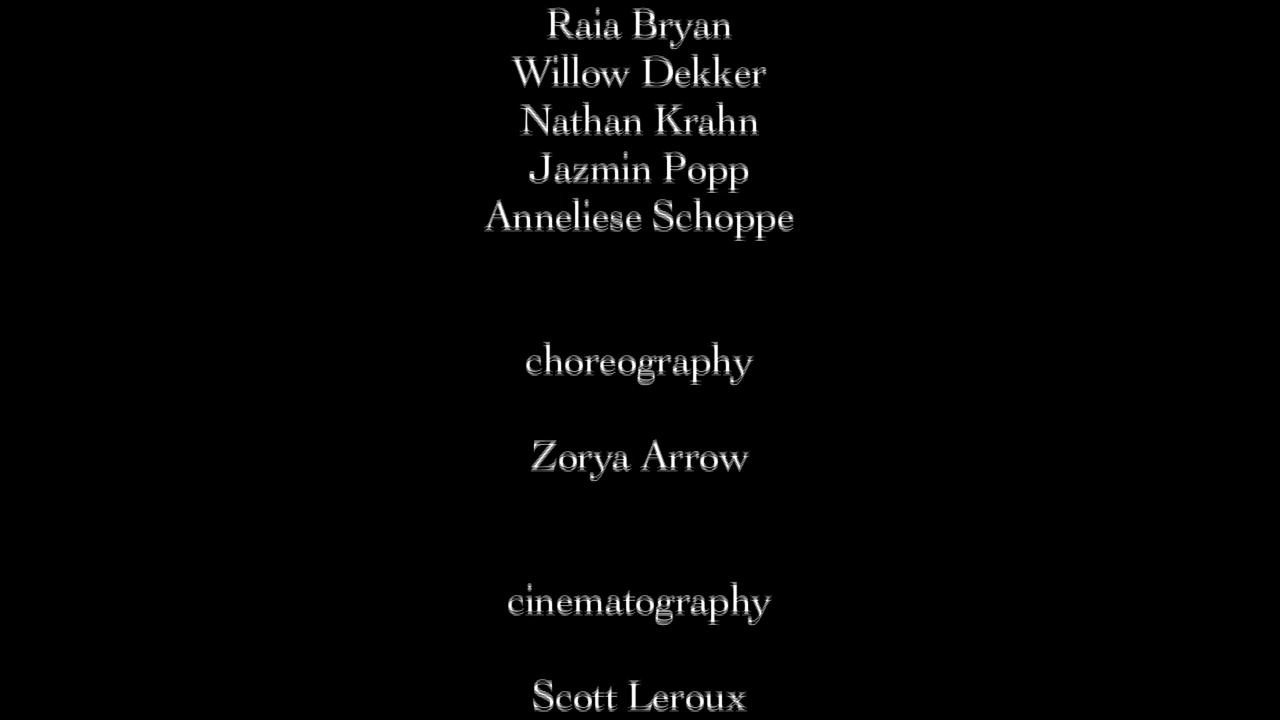 Raia Bryan
Willow Dekker
Nathan Krahn
Jazmin Popp
Anneliese Schoppe
choreography
Zorya Arrow
cinematography
Scott Leroux